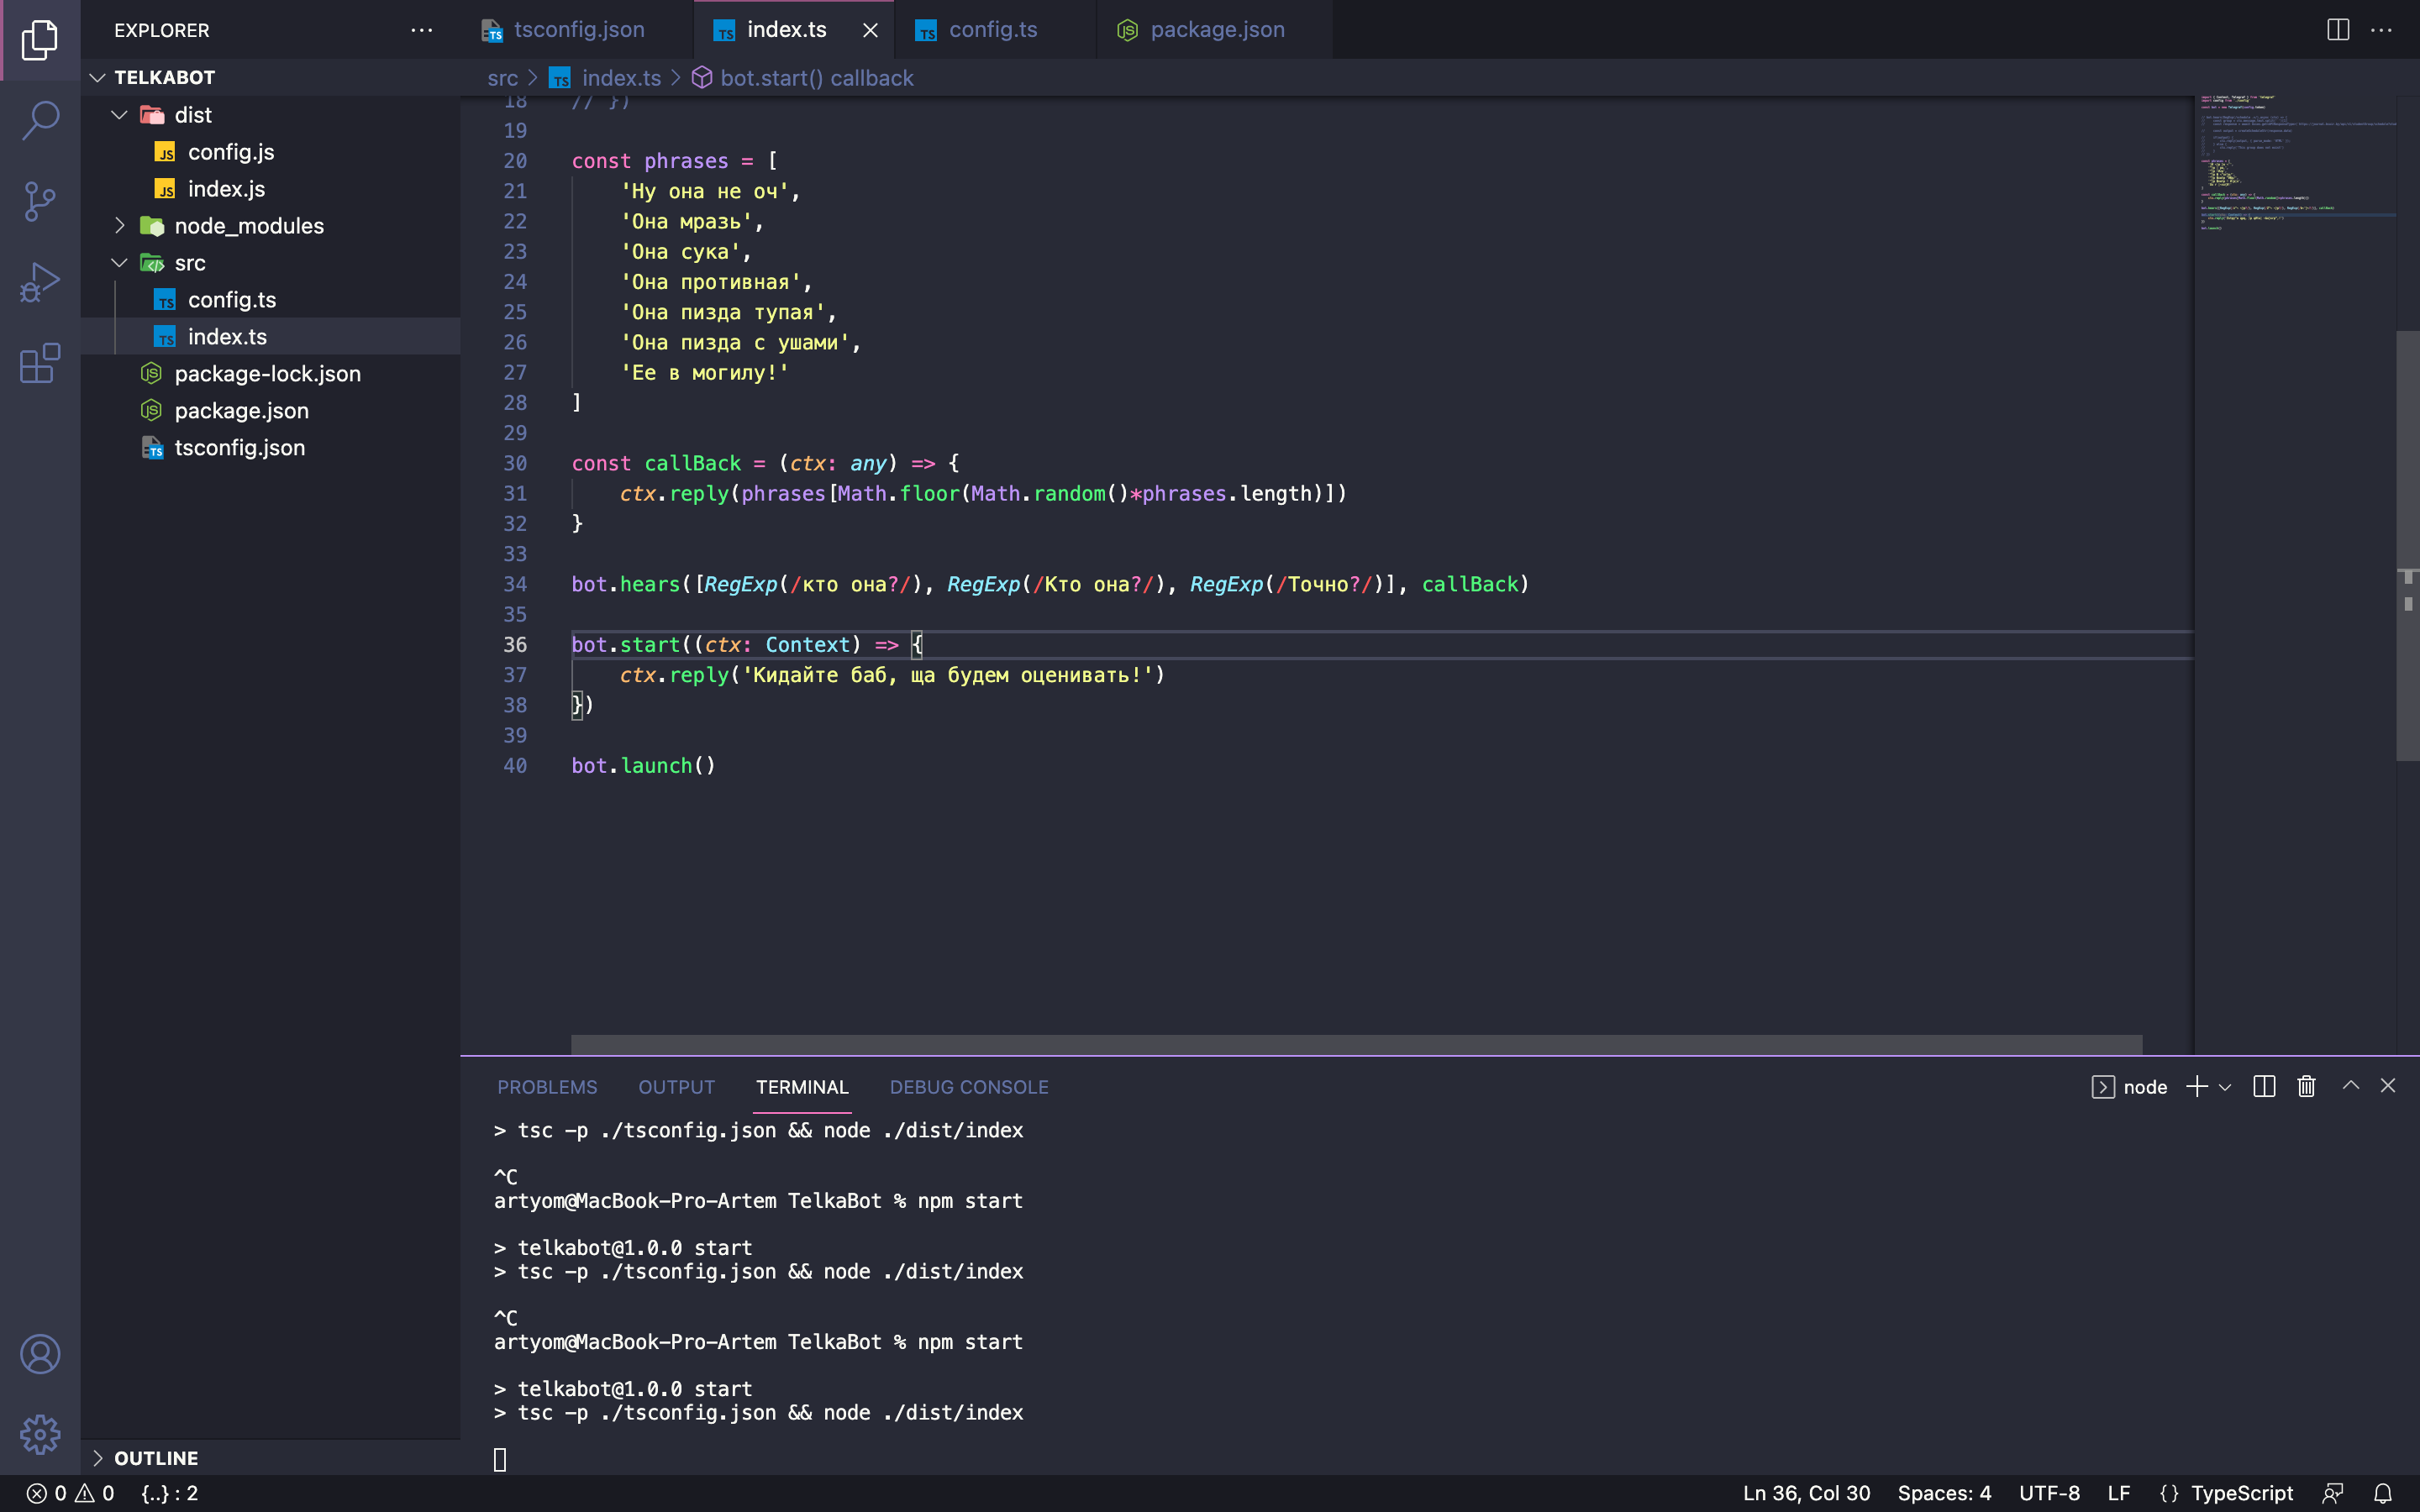 EXPLORER
TELKABOT
dist
config.js
index.js
node_modules
src
config.ts
index.ts
package-lock.json
package.json
tsconfig.json
OUTLINE
tsconfig.json index.ts config.ts package.json
src > index.ts > bot.start() callback
18 // })
19
20 const phrases = [
21 'Ну она не оч',
22 'Она мразь',
23 'Она сука',
24 'Она противная',
25 'Она пизда тупая',
26 'Она пизда с ушами',
27 'Ее в могилу!'
28 ]
29
30 const callBack = (ctx: any) => {
31 ctx.reply(phrases[Math.floor(Math.random()*phrases.length)])
32 }
33
34 bot.hears([RegExp(/кто она?/), RegExp(/Кто она?/), RegExp(/Точно?/)], callBack)
35
36 bot.start((ctx: Context) => {
37 ctx.reply('Кидайте баб, ща будем оценивать!')
38 })
39
40 bot.launch()
PROBLEMS OUTPUT TERMINAL DEBUG CONSOLE
node
> tsc -p ./tsconfig.json && node ./dist/index
^C
artyom@MacBook-Pro-Artem TelkaBot % npm start
> telkabot@1.0.0 start
> tsc -p ./tsconfig.json && node ./dist/index
^C
artyom@MacBook-Pro-Artem TelkaBot % npm start
> telkabot@1.0.0 start
> tsc -p ./tsconfig.json && node ./dist/index
0 0 {..} : 2
Ln 36, Col 30 Spaces: 4 UTF-8 LF {} TypeScript